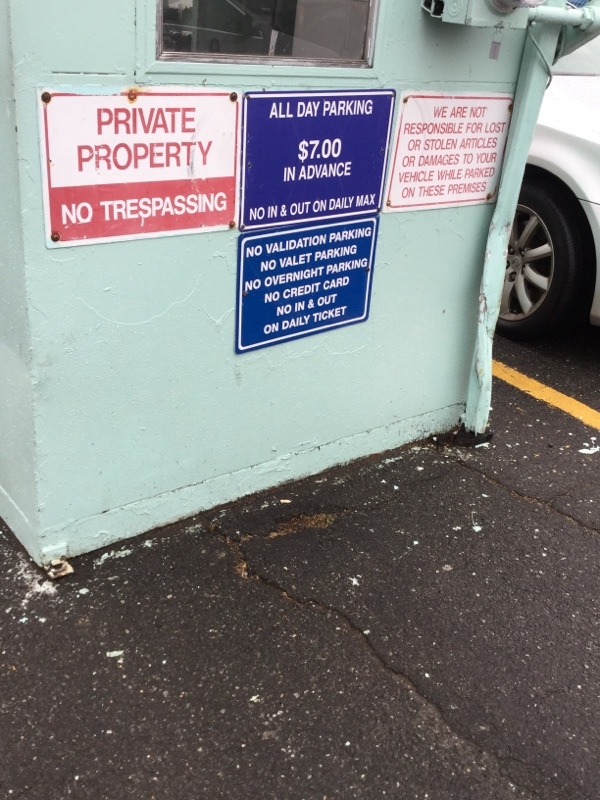 PRIVATE
PROPERTY
NO TRESPASSING
ALL DAY PARKING
$7.00
IN ADVANCE
NO IN & OUT ON DAILY MAX
WE ARE NOT
RESPONSIBLE FOR LOST
OR STOLEN ARTICLES
OR DAMAGES TO YOUR
VEHICLE WHILE PARKED
ON THESE PREMISES
NO VALIDATION PARKING
NO VALET PARKING
NO OVERNIGHT PARKING
NO CREDIT CARD
NO IN & OUT
ON DAILY TICKET